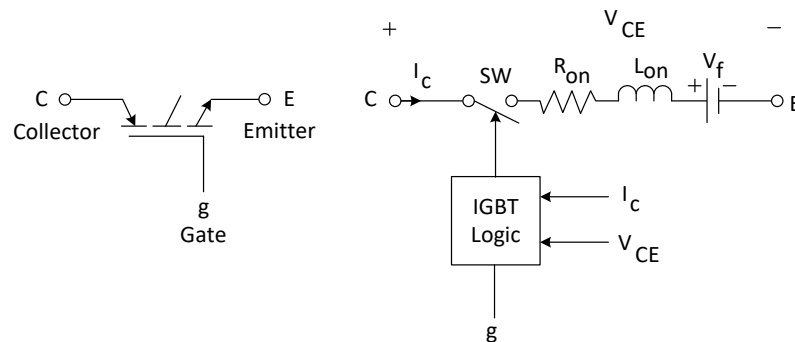 C
E
Collector
Emitter
g
Gate
+
V CE
−
I c
SW
R on
L on
+ V f −
C
E
IGBT
Logic
I c
V CE
g